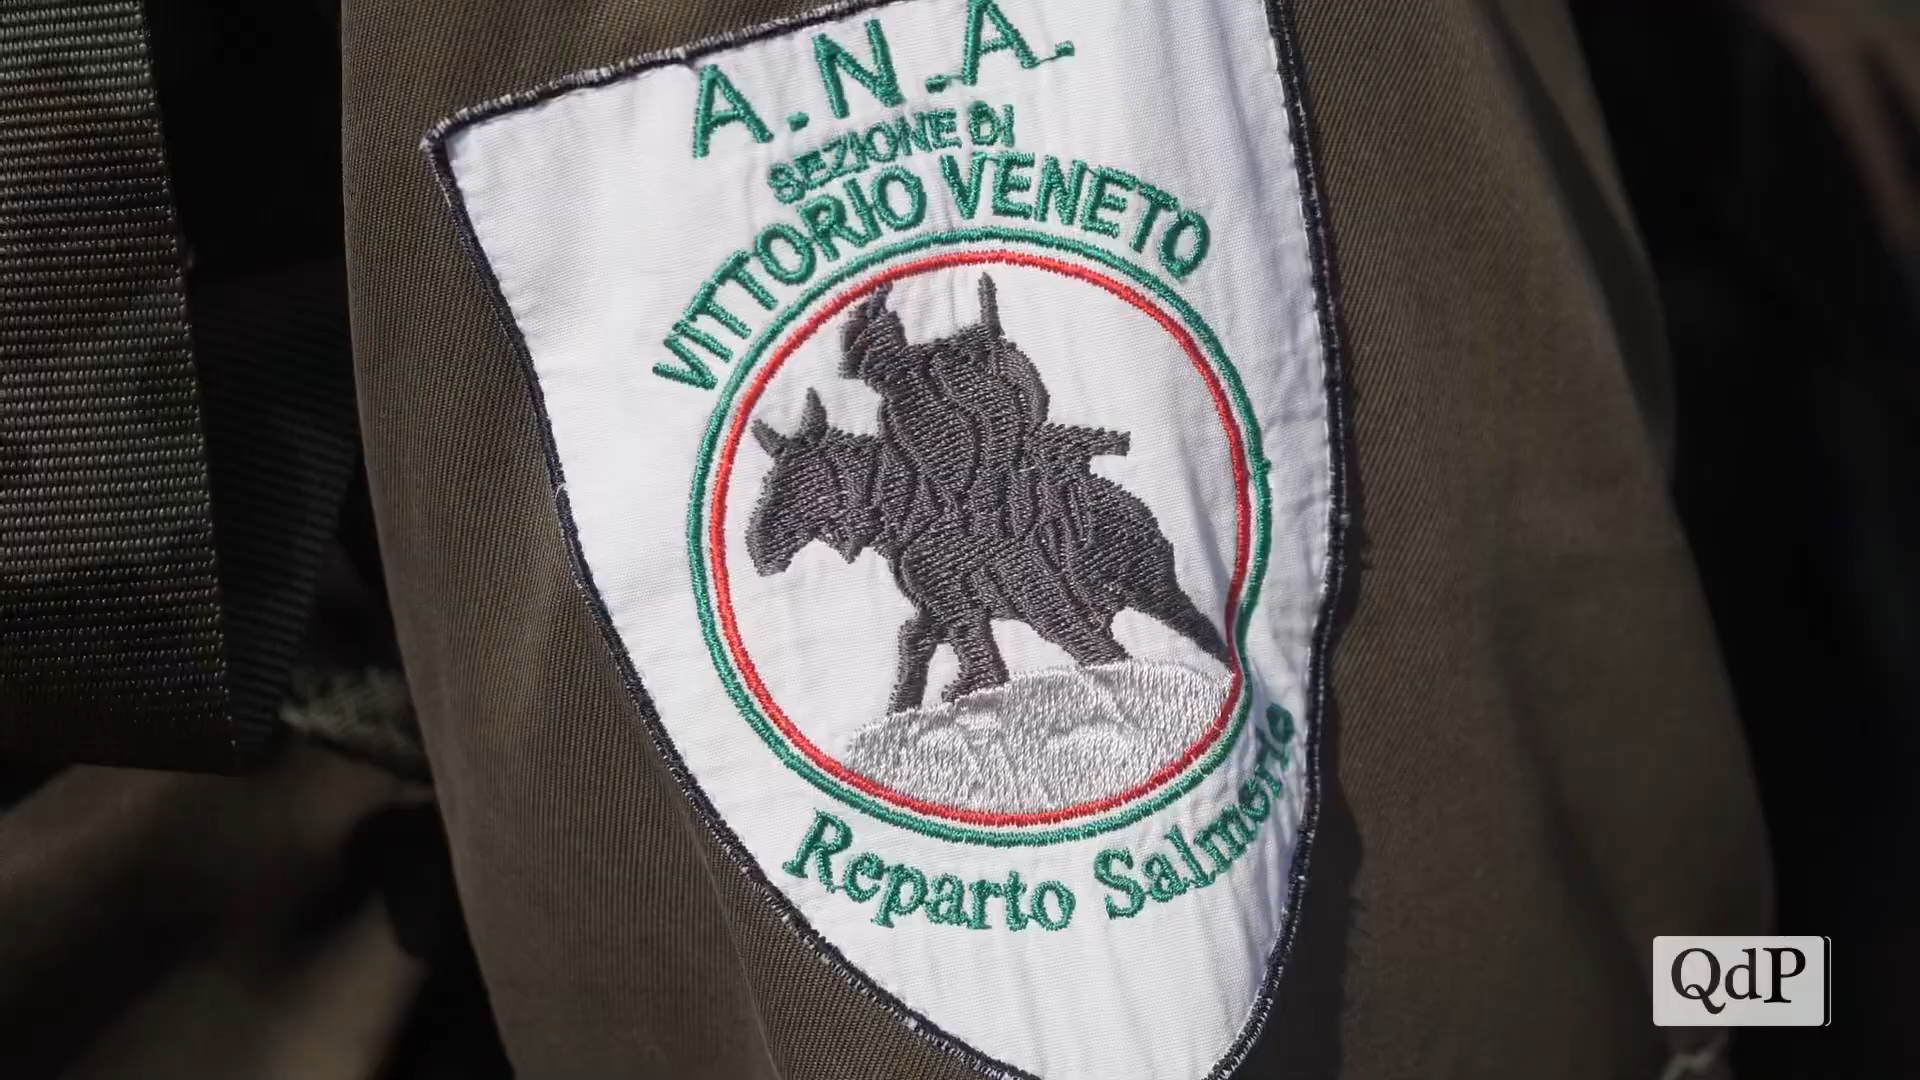 A.N.A.
SEZIONE DI
VITTORIO VENETO
Reparto Salmerie
QdP